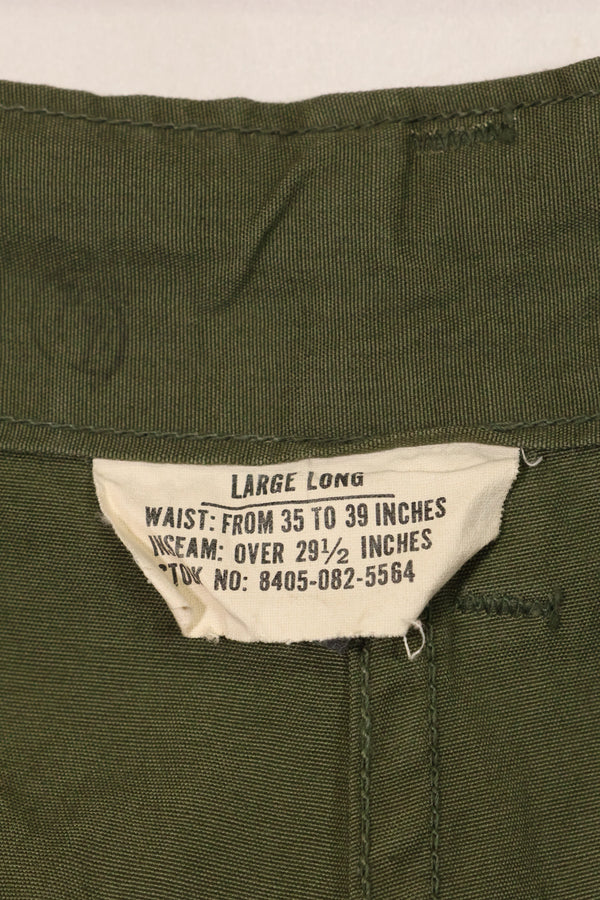 LARGE LONG
WAIST: FROM 35 TO 39 INCHES
INSEAM: OVER 29½ INCHES
STOCK NO: 8405-082-5564